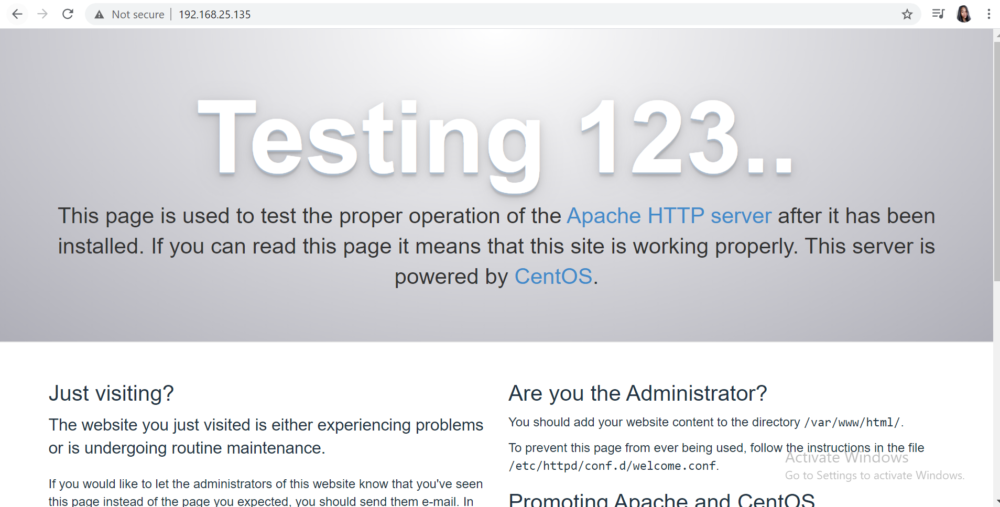 Not secure | 192.168.25.135
Testing 123..
This page is used to test the proper operation of the Apache HTTP server after it has been
installed. If you can read this page it means that this site is working properly. This server is
powered by CentOS.
Just visiting?
The website you just visited is either experiencing problems
or is undergoing routine maintenance.
If you would like to let the administrators of this website know that you've seen
this page instead of the page you expected, you should send them e-mail. In
Are you the Administrator?
You should add your website content to the directory /var/www/html/.
To prevent this page from ever being used, follow the instructions in the file
/etc/httpd/conf.d/welcome.conf.
Promoting Apache and CentOS
Activate Windows
Go to Settings to activate Windows.